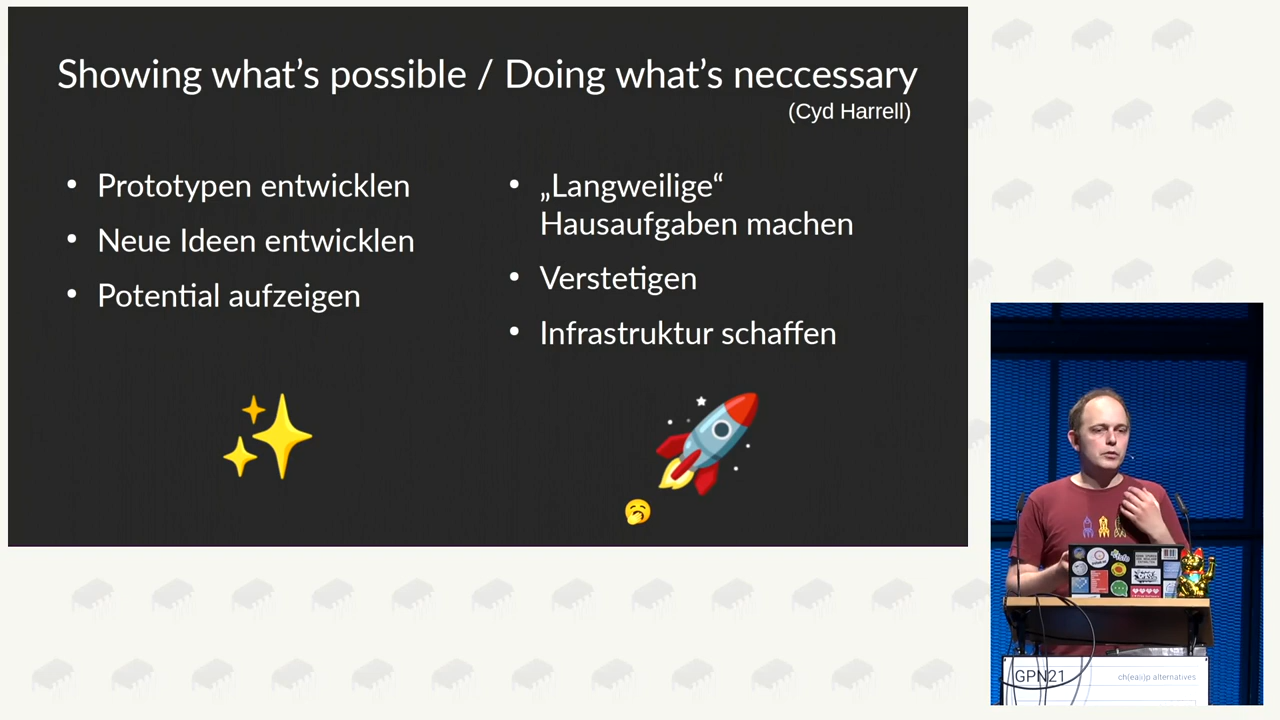 Showing what’s possible / Doing what’s neccessary
(Cyd Harrell)
• Prototypen entwicklen
• Neue Ideen entwicklen
• Potential aufzeigen
• „Langweilige“
Hausaufgaben machen
• Verstetigen
• Infrastruktur schaffen
GPN21
ch(ea)p alternatives